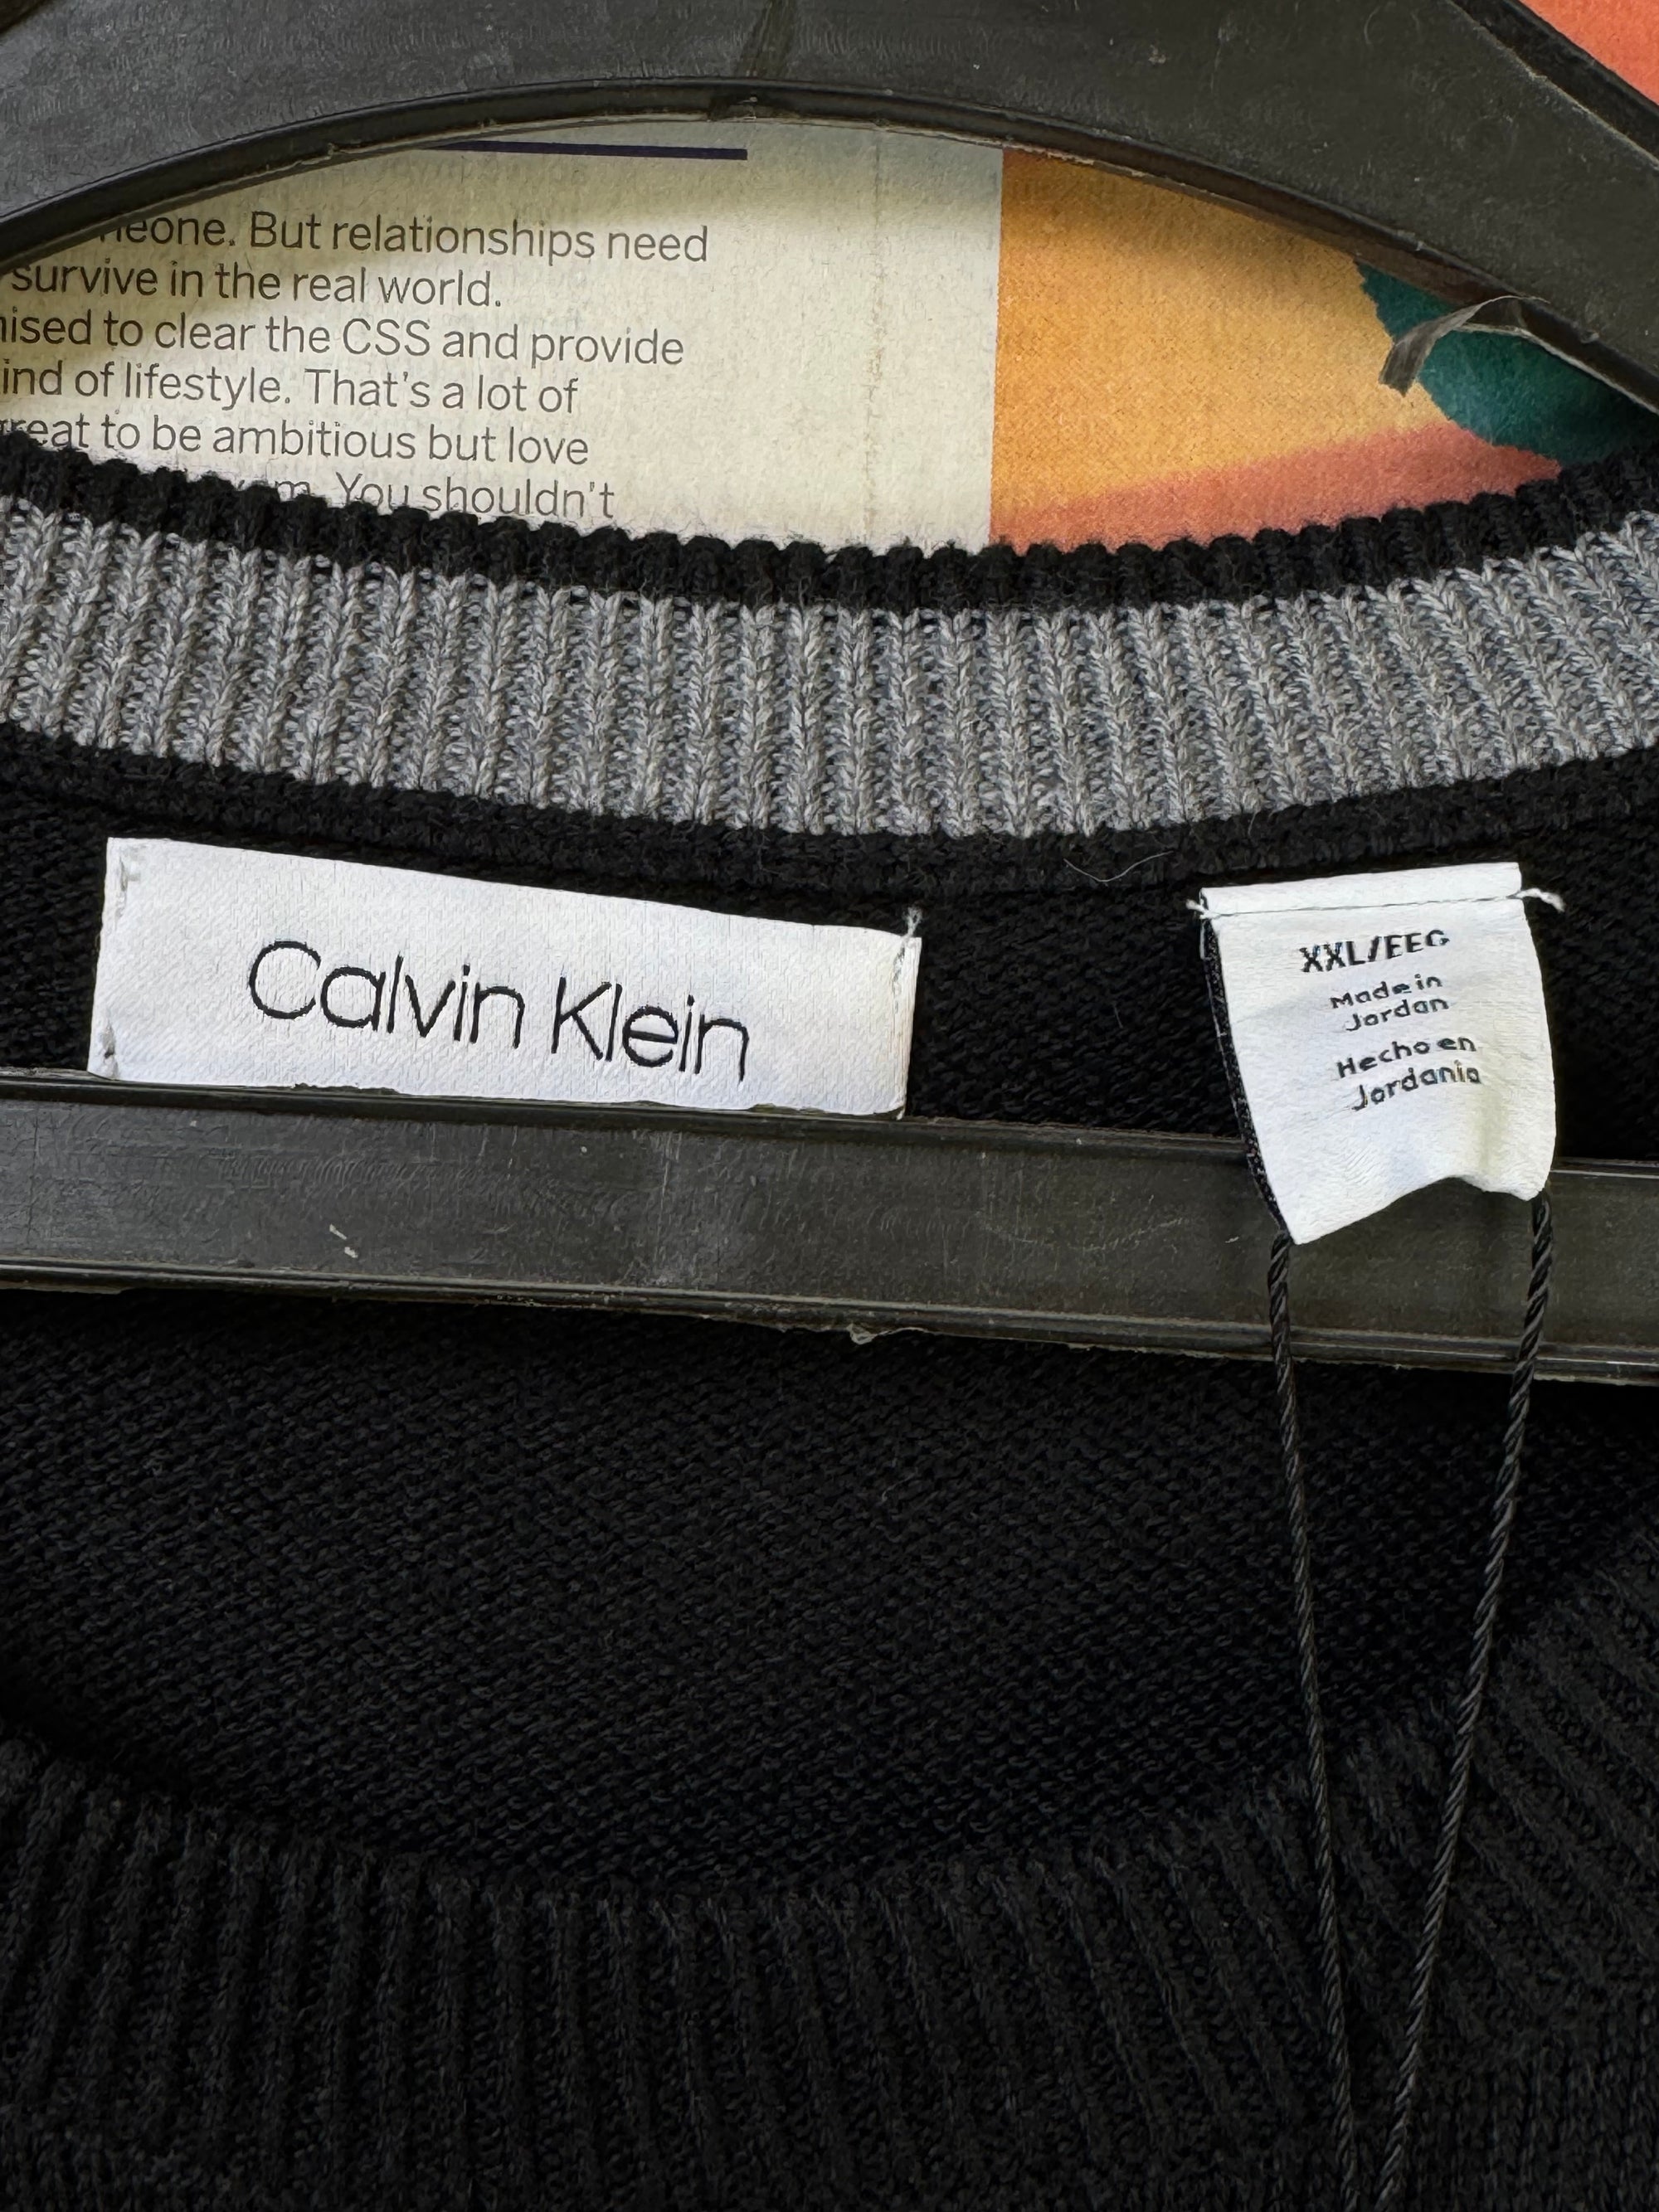 But relationships need
survive in the real world.
to clear the CSS and provide
of lifestyle. That's a lot of
to be ambitious but love
You shouldn't
Calvin Klein
XXL/EEG
Made in
Jordan
Hecho en
Jordania